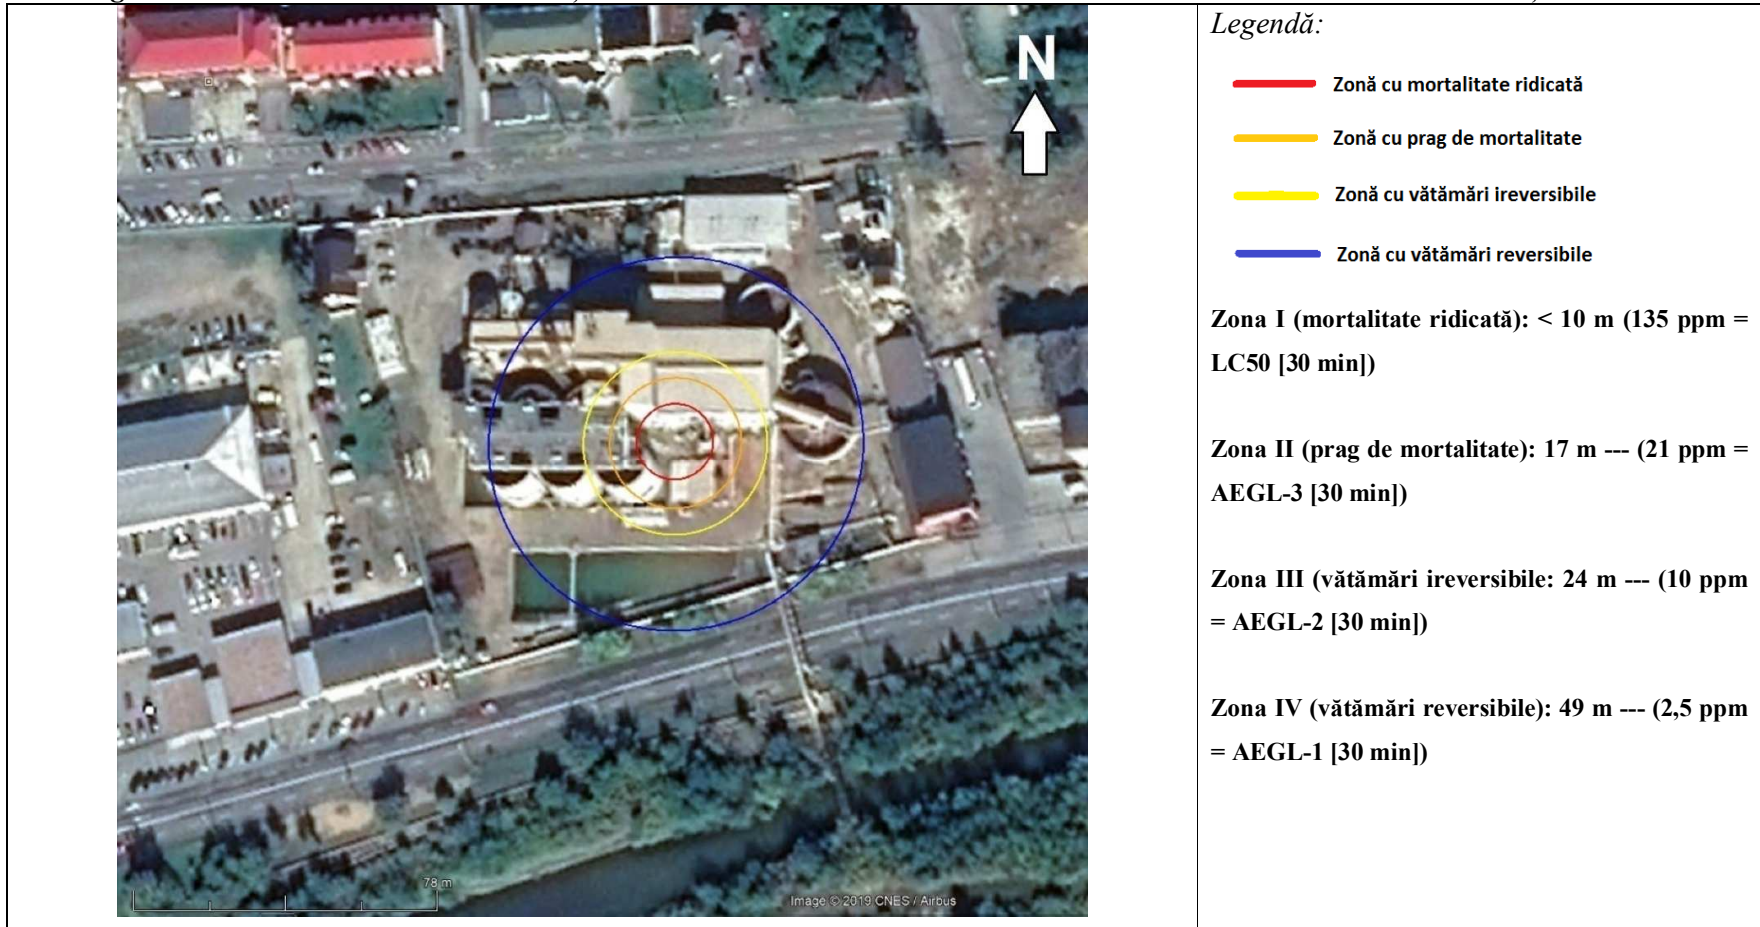 Legendă:
N
Zonă cu mortalitate ridicată
Zonă cu prag de mortalitate
Zonă cu vătămări ireversibile
Zonă cu vătămări reversibile
Zona I (mortalitate ridicată): < 10 m (135 ppm =
LC50 [30 min])
Zona II (prag de mortalitate): 17 m --- (21 ppm =
AEGL-3 [30 min])
Zona III (vătămări ireversibile: 24 m --- (10 ppm
= AEGL-2 [30 min])
Zona IV (vătămări reversibile): 49 m --- (2,5 ppm
= AEGL-1 [30 min])
78 m
Image © 2019 CNES / Airbus